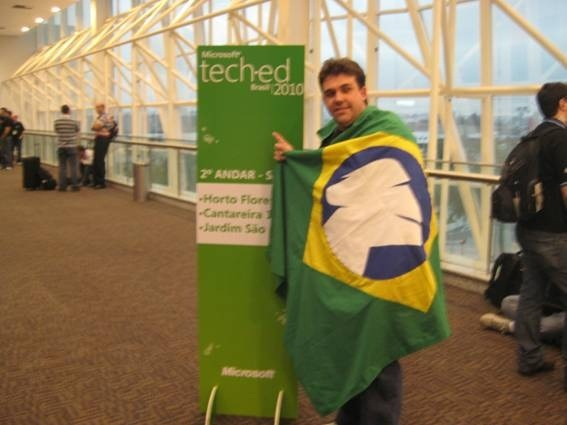 Microsoft®
tech·ed
Brasil 2010
2º ANDAR - S
•Horto Flore
•Cantareira
•Jardim São
Microsoft®